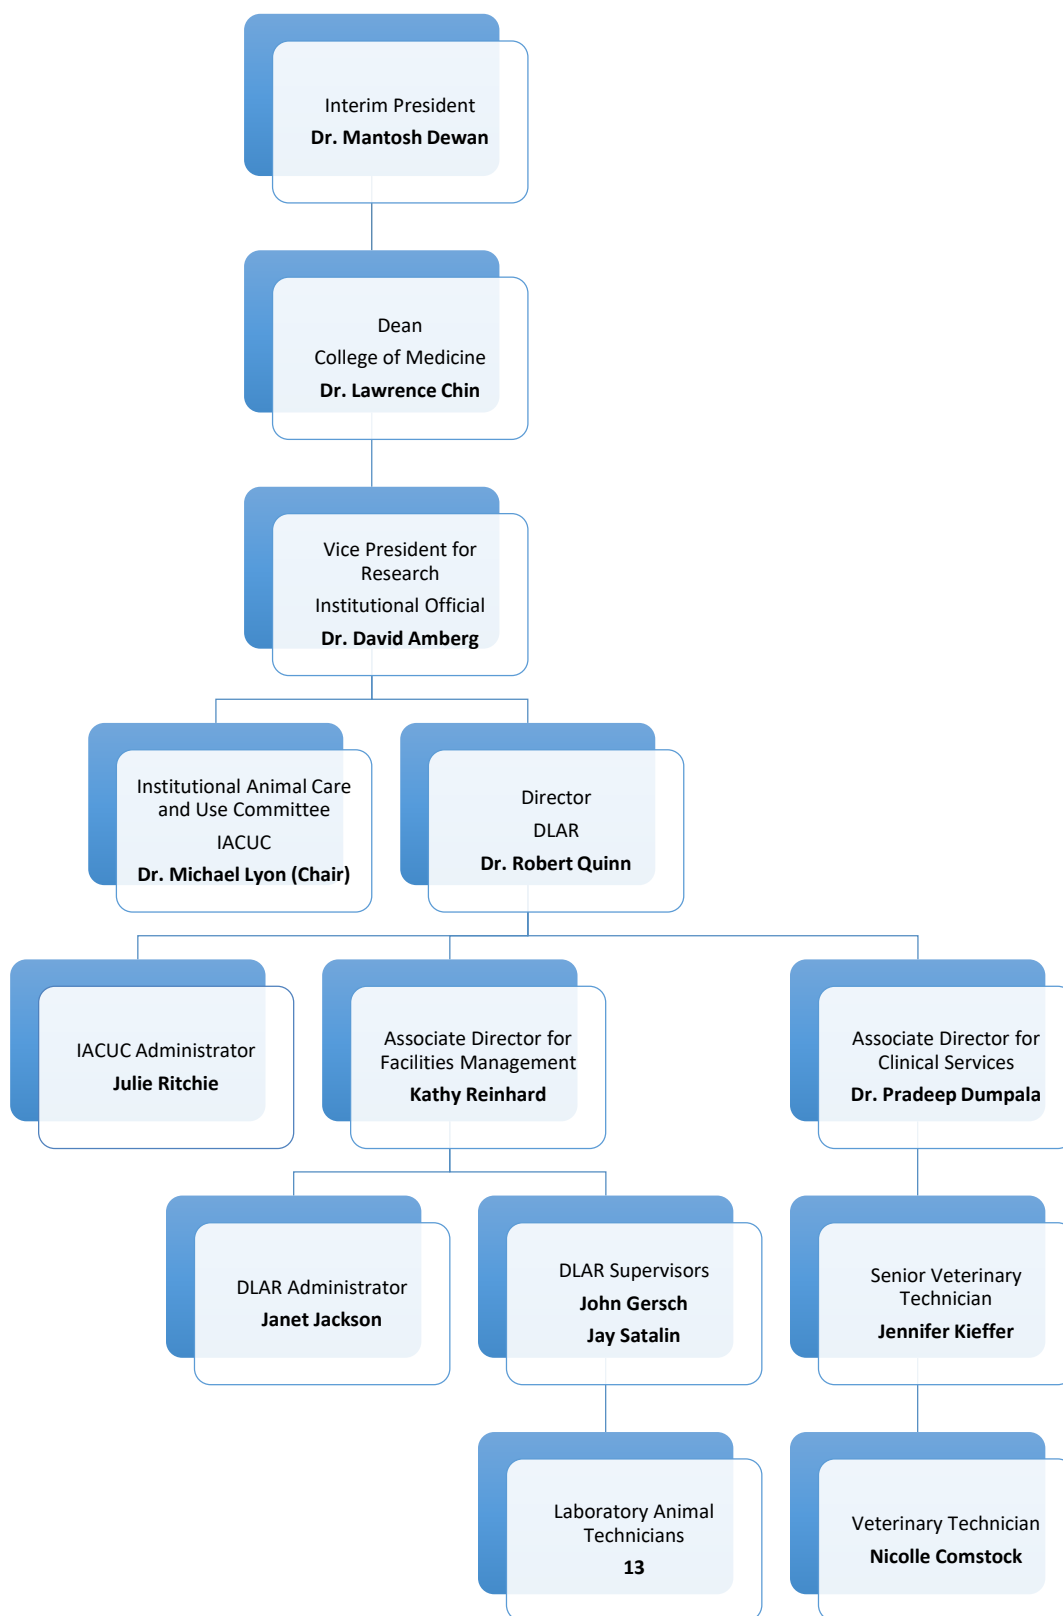 Interim President
Dr. Mantosh Dewan
Dean
College of Medicine
Dr. Lawrence Chin
Vice President for
Research
Institutional Official
Dr. David Amberg
Institutional Animal Care
and Use Committee
IACUC
Dr. Michael Lyon (Chair)
Director
DLAR
Dr. Robert Quinn
IACUC Administrator
Julie Ritchie
Associate Director for
Facilities Management
Kathy Reinhard
Associate Director for
Clinical Services
Dr. Pradeep Dumpala
DLAR Administrator
Janet Jackson
DLAR Supervisors
John Gersch
Jay Satalin
Senior Veterinary
Technician
Jennifer Kieffer
Laboratory Animal
Technicians
13
Veterinary Technician
Nicolle Comstock